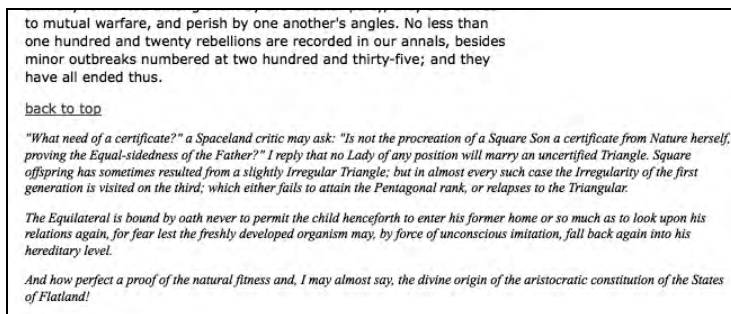 to mutual warfare, and perish by one another's angles. No less than
one hundred and twenty rebellions are recorded in our annals, besides
minor outbreaks numbered at two hundred and thirty-five; and they
have all ended thus.
back to top
"What need of a certificate?" a Spaceland critic may ask: "Is not the procreation of a Square Son a certificate from Nature herself,
proving the Equal-sidedness of the Father?" I reply that no Lady of any position will marry an uncertified Triangle. Square
offspring has sometimes resulted from a slightly Irregular Triangle; but in almost every such case the Irregularity of the first
generation is visited on the third; which either fails to attain the Pentagonal rank, or relapses to the Triangular.
The Equilateral is bound by oath never to permit the child henceforth to enter his former home or so much as to look upon his
relations again, for fear lest the freshly developed organism may, by force of unconscious imitation, fall back again into his
hereditary level.
And how perfect a proof of the natural fitness and, I may almost say, the divine origin of the aristocratic constitution of the States
of Flatland!